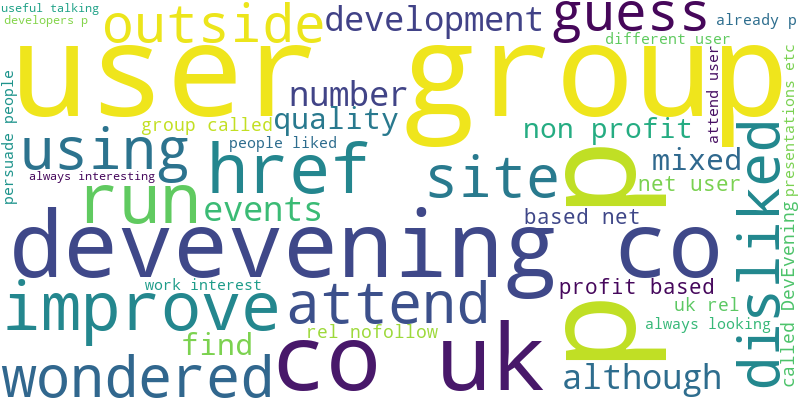 useful talking
developers p
outside
development
guess
already p
different user
user group
persuade people
number
attend user
presentations etc
group called
quality
non profit
using
people liked
mixed
always interesting
href
site
p
net user
disliked
run
events
based net
devevening co
called DevEvening
work interest
profit based
improve
attend
uk rel
p
always looking
rel nofollow
find
co uk
wondered
although